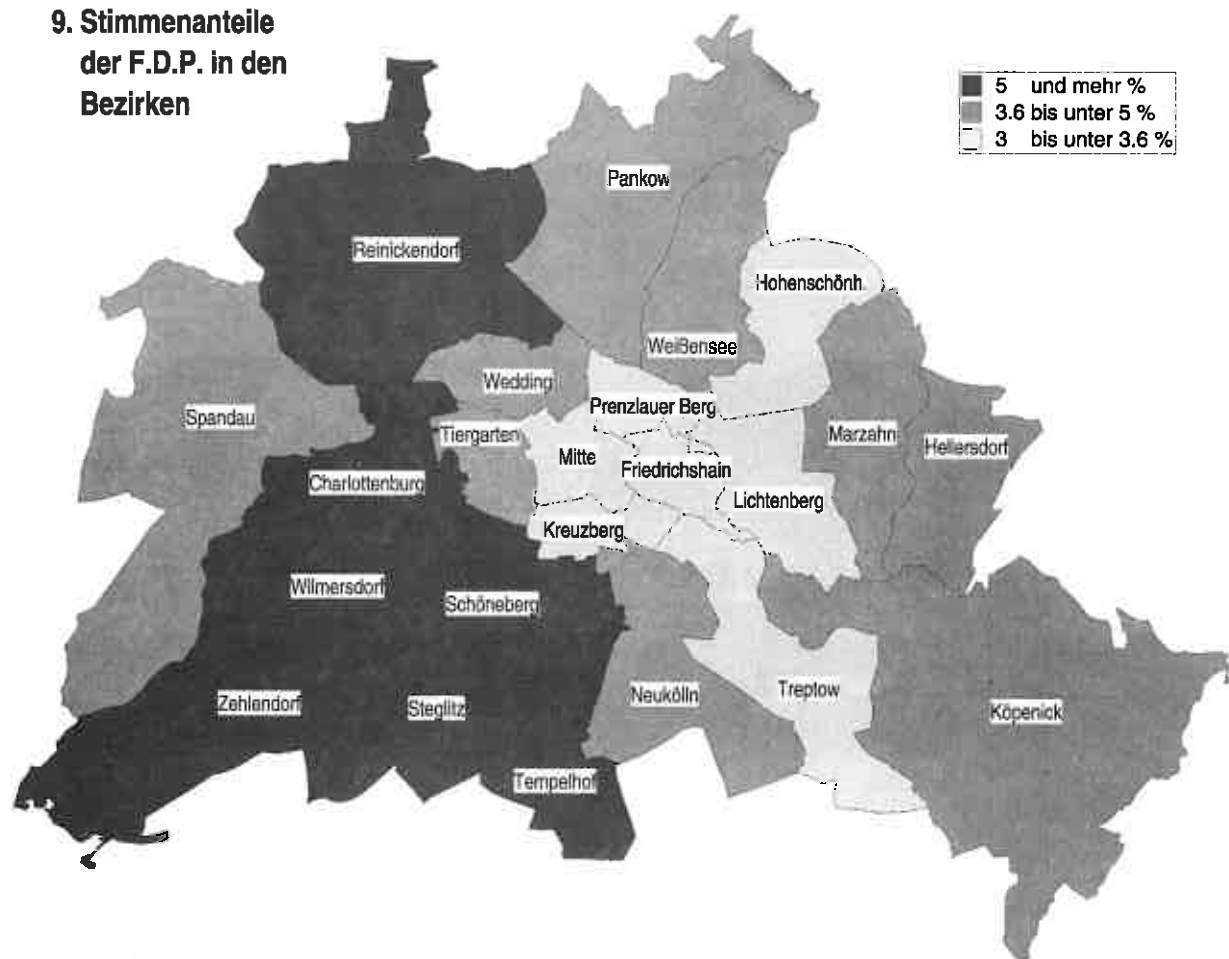 9. Stimmenanteile
der F.D.P. in den
Bezirken
5 und mehr %
3.6 bis unter 5 %
3 bis unter 3.6 %
Pankow
Reinickendorf
Hohenschönh.
Weißensee
Wedding
Prenzlauer Berg
Spandau
Tiergarten
Marzahn
Mitte
Hellersdorf
Friedrichshain
Charlottenburg
Lichtenberg
Kreuzberg
Wilmersdorf
Schöneberg
Neukölln
Treptow
Zehlendorf
Steglitz
Köpenick
Tempelhof